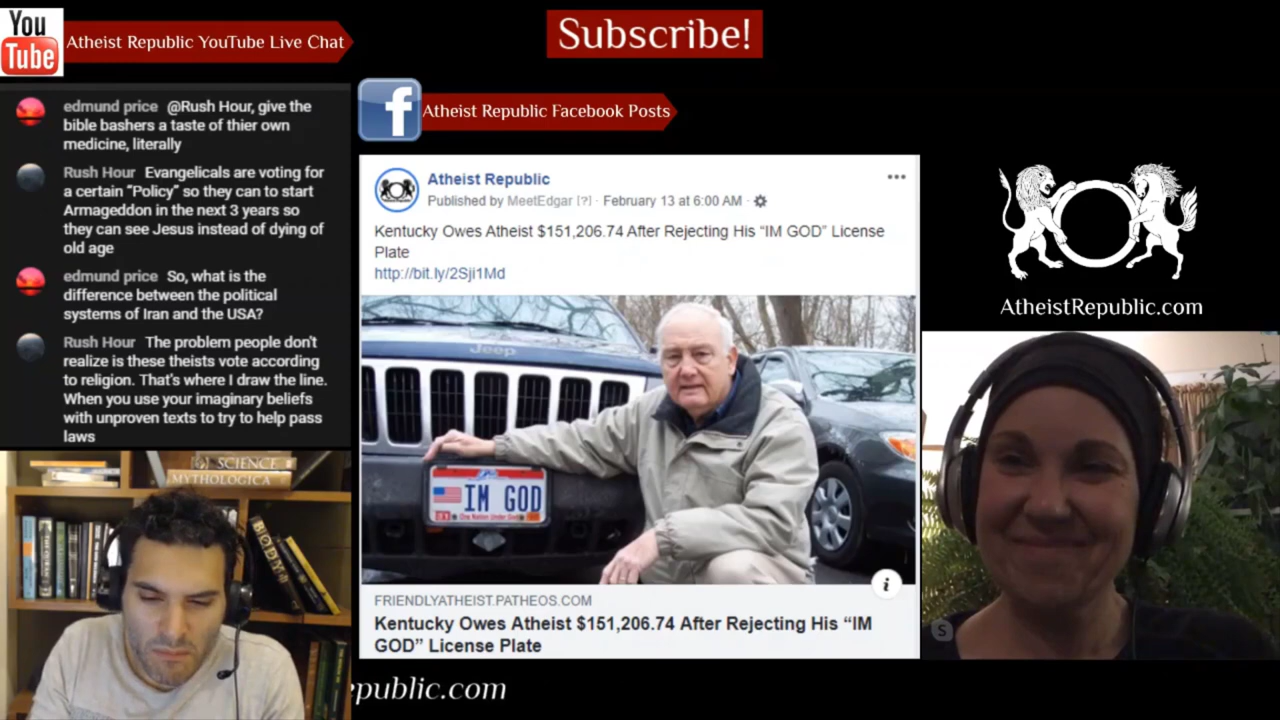 You
Tube
Atheist Republic YouTube Live Chat
Subscribe!
edmund price @Rush Hour, give the
bible bashers a taste of thier own
medicine, literally
Rush Hour Evangelicals are voting for
a certain “Policy” so they can to start
Armageddon in the next 3 years so
they can see Jesus instead of dying of
old age
edmund price So, what is the
difference between the political
systems of Iran and the USA?
Rush Hour The problem people don't
realize is these theists vote according
to religion. That's where I draw the line.
When you use your imaginary beliefs
with unproven texts to try to help pass
laws
f
Atheist Republic Facebook Posts
Atheist Republic
Published by MeetEdgar [?] · February 13 at 6:00 AM ·
Kentucky Owes Atheist $151,206.74 After Rejecting His “IM GOD” License
Plate
http://bit.ly/2Sji1Md
Jeep
IM GOD
One Nation Under God
i
FRIENDLYATHEIST.PATHEOS.COM
Kentucky Owes Atheist $151,206.74 After Rejecting His “IM
GOD” License Plate
AtheistRepublic.com
SCIENCE
MYTHOLOGICA
BODY
S
epublic.com